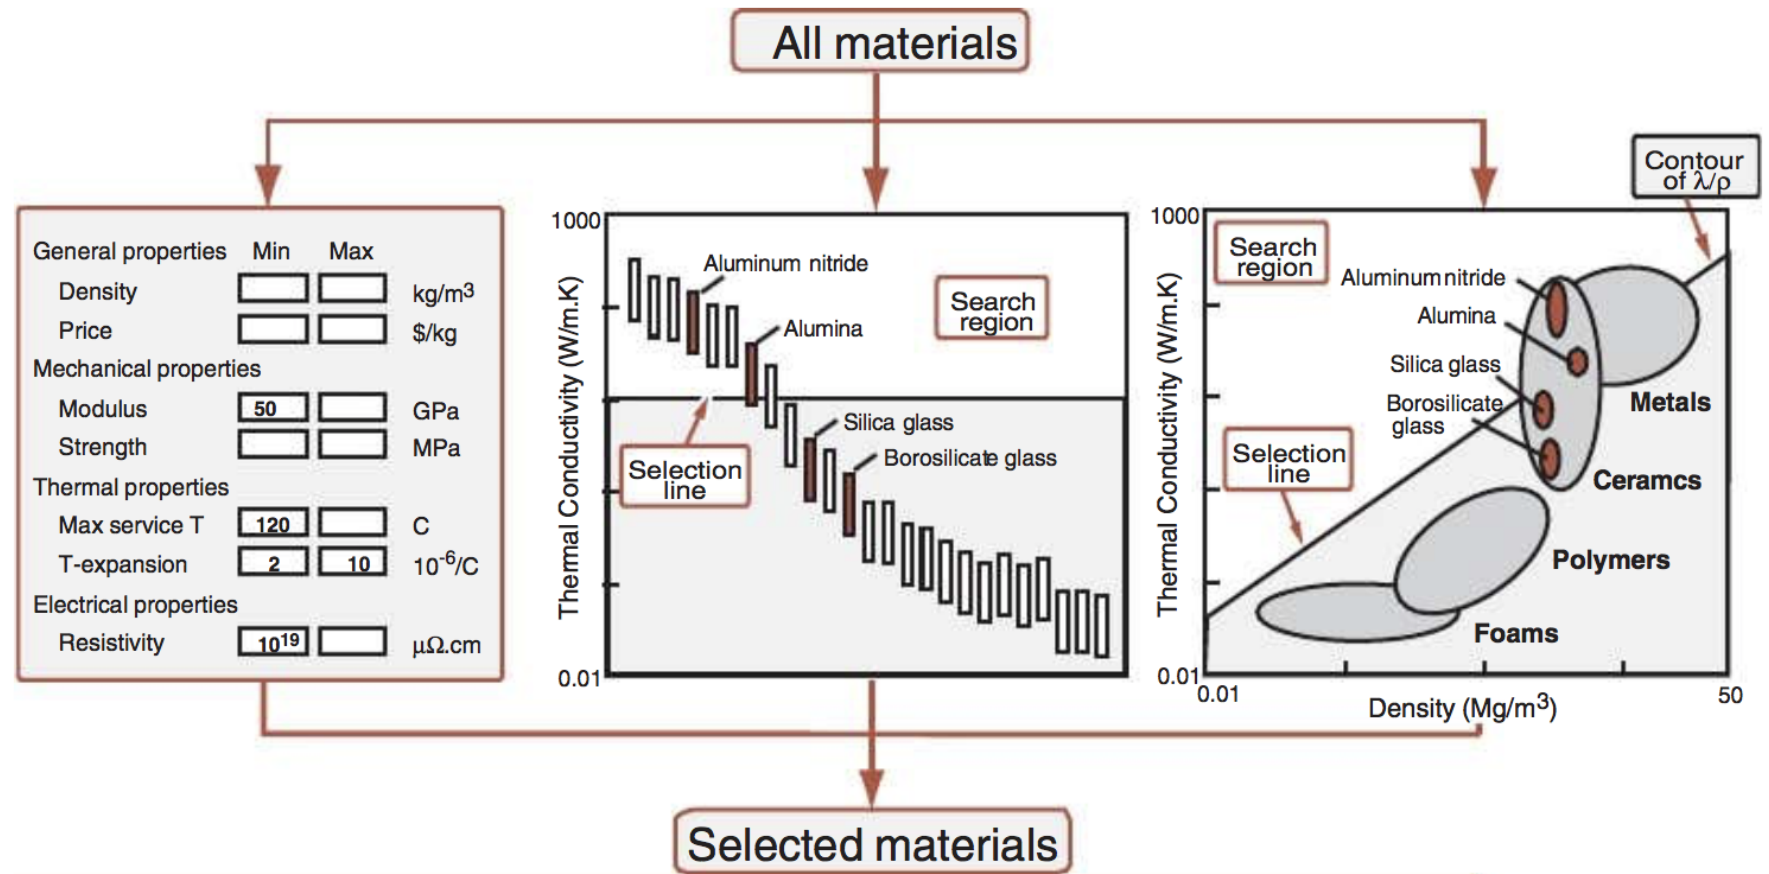 All materials
General properties Min Max
Density kg/m³
Price $/kg
Mechanical properties
Modulus 50 GPa
Strength MPa
Thermal properties
Max service T 120 C
T-expansion 2 10 10⁻⁶/C
Electrical properties
Resistivity 10¹⁹ μΩ.cm
1000
Thermal Conductivity (W/m.K)
0.01
Aluminum nitride
Alumina
Search
region
Selection
line
Silica glass
Borosilicate glass
Contour
of λ/ρ
1000
Thermal Conductivity (W/m.K)
0.01
Search
region
Aluminum nitride
Alumina
Silica glass
Borosilicate
glass
Metals
Selection
line
Ceramcs
Polymers
Foams
0.01
50
Density (Mg/m³)
Selected materials